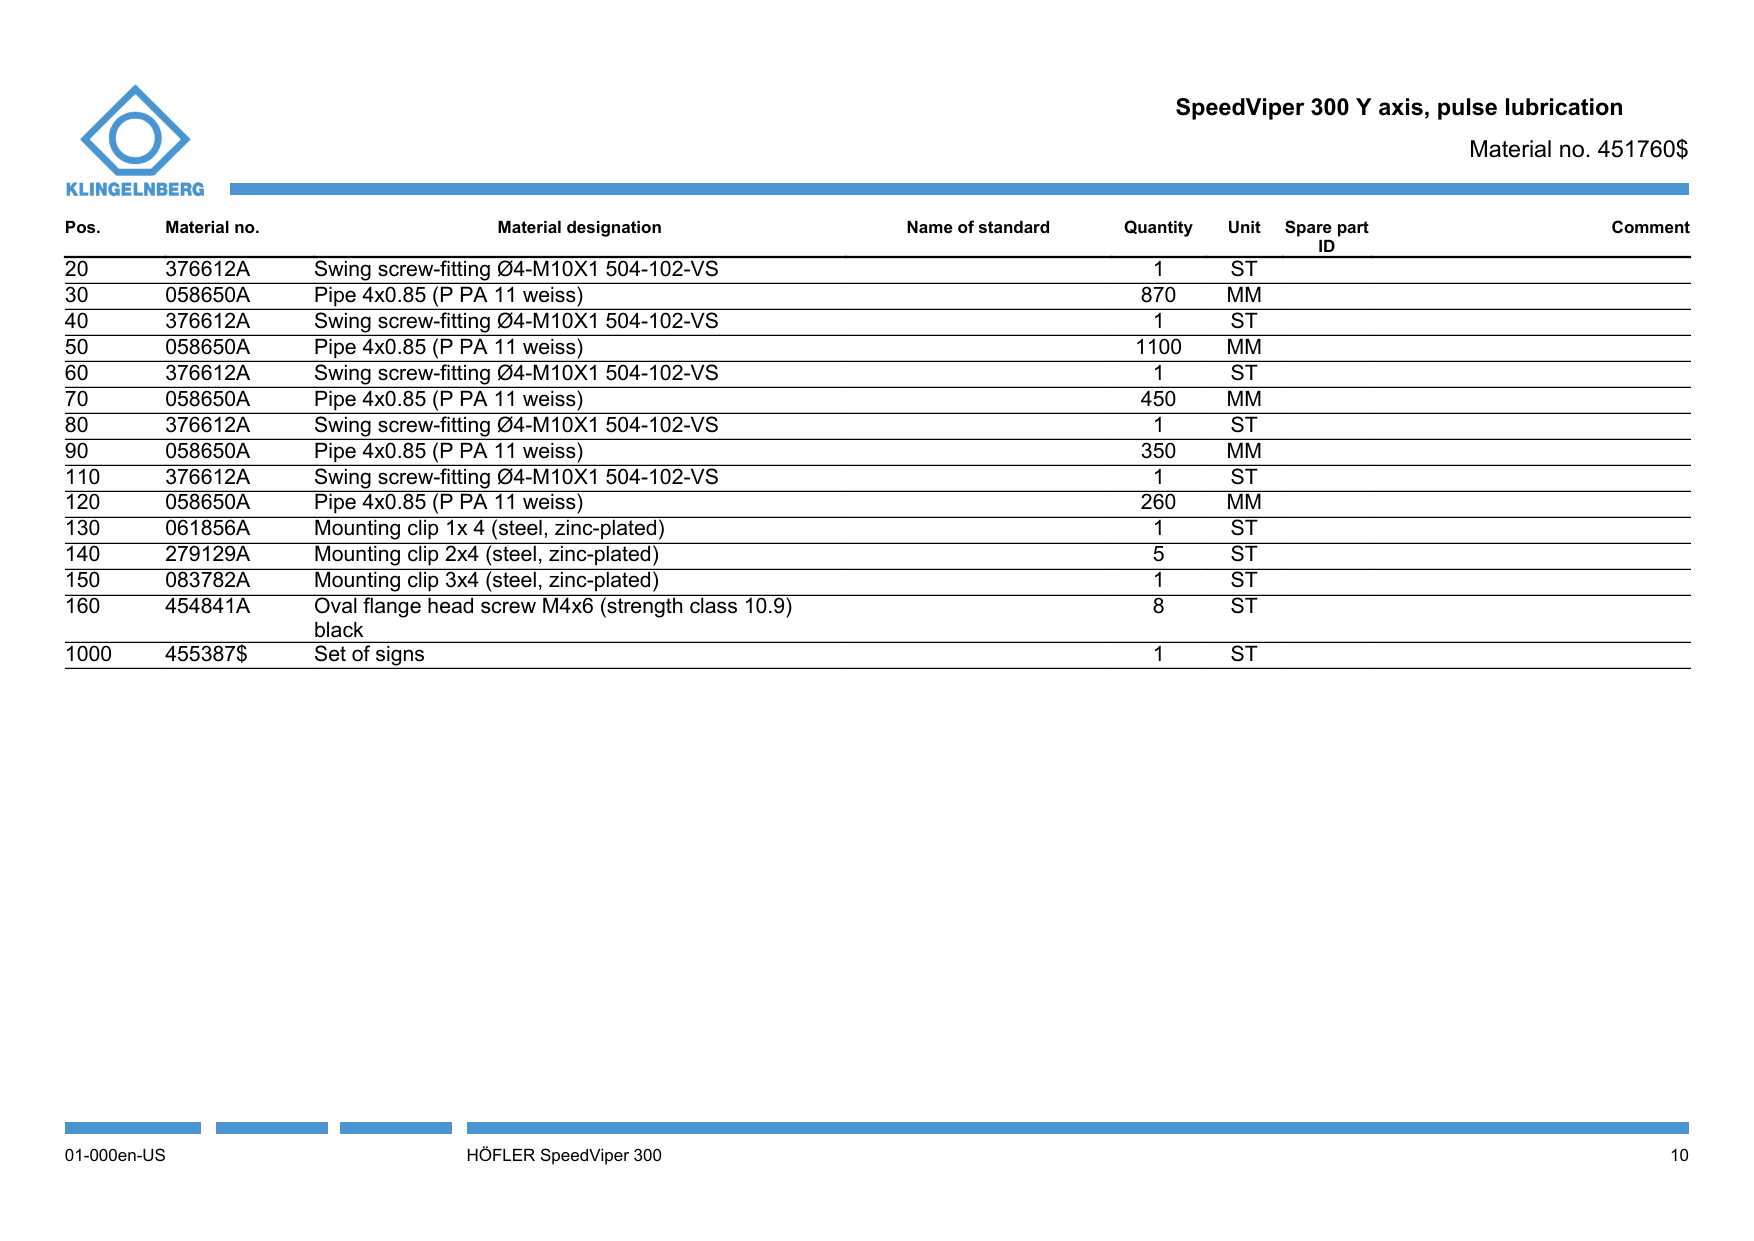 SpeedViper 300 Y axis, pulse lubrication
Material no. 451760$
KLINGELNBERG
Pos. Material no. Material designation Name of standard Quantity Unit Spare part ID Comment
20 376612A Swing screw-fitting Ø4-M10X1 504-102-VS 1 ST
30 058650A Pipe 4x0.85 (P PA 11 weiss) 870 MM
40 376612A Swing screw-fitting Ø4-M10X1 504-102-VS 1 ST
50 058650A Pipe 4x0.85 (P PA 11 weiss) 1100 MM
60 376612A Swing screw-fitting Ø4-M10X1 504-102-VS 1 ST
70 058650A Pipe 4x0.85 (P PA 11 weiss) 450 MM
80 376612A Swing screw-fitting Ø4-M10X1 504-102-VS 1 ST
90 058650A Pipe 4x0.85 (P PA 11 weiss) 350 MM
110 376612A Swing screw-fitting Ø4-M10X1 504-102-VS 1 ST
120 058650A Pipe 4x0.85 (P PA 11 weiss) 260 MM
130 061856A Mounting clip 1x 4 (steel, zinc-plated) 1 ST
140 279129A Mounting clip 2x4 (steel, zinc-plated) 5 ST
150 083782A Mounting clip 3x4 (steel, zinc-plated) 1 ST
160 454841A Oval flange head screw M4x6 (strength class 10.9) 8 ST
black
1000 455387$ Set of signs 1 ST
01-000en-US HÖFLER SpeedViper 300 10